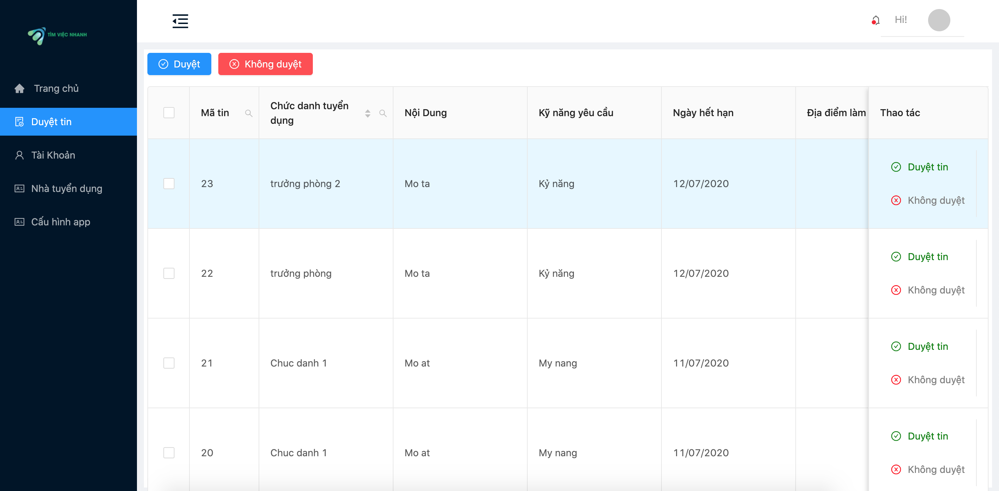 TÌM VIỆC NHANH
Hi!
Trang chủ
Duyệt tin
Tài Khoản
Nhà tuyển dụng
Cấu hình app
Duyệt
Không duyệt
Mã tin
Chức danh tuyển
dụng
Nội Dung
Kỹ năng yêu cầu
Ngày hết hạn
Địa điểm làm
Thao tác
23
trưởng phòng 2
Mo ta
Kỷ năng
12/07/2020
Duyệt tin
Không duyệt
22
trưởng phòng
Mo ta
Kỷ năng
12/07/2020
Duyệt tin
Không duyệt
21
Chuc danh 1
Mo at
My nang
11/07/2020
Duyệt tin
Không duyệt
20
Chuc danh 1
Mo at
My nang
11/07/2020
Duyệt tin
Không duyệt